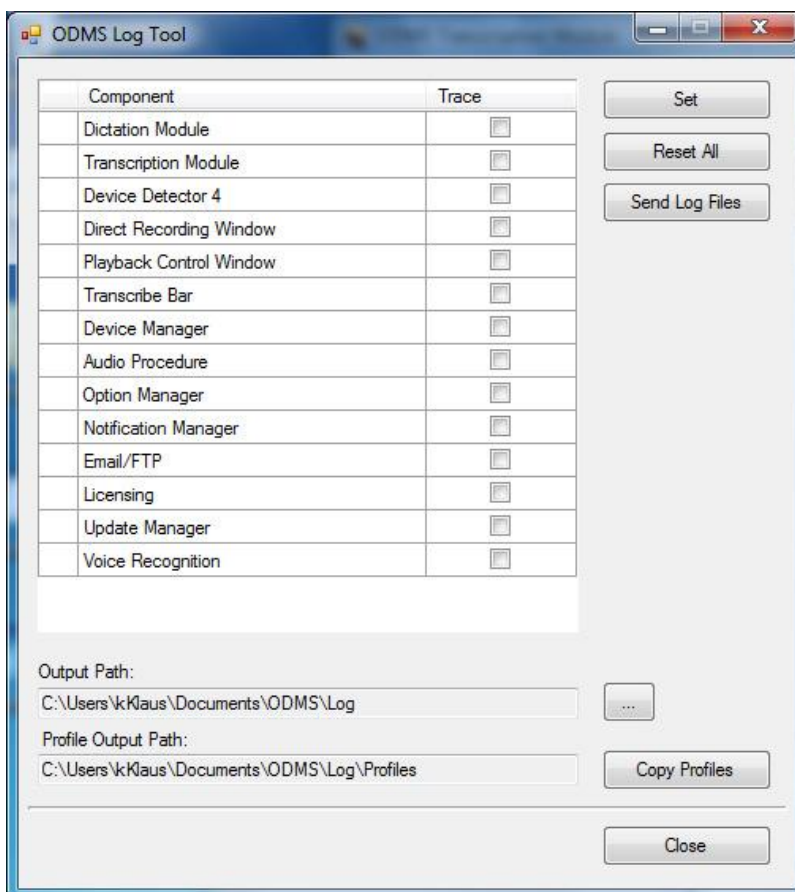 ODMS Log Tool
Component Trace
Dictation Module
Transcription Module
Device Detector 4
Direct Recording Window
Playback Control Window
Transcribe Bar
Device Manager
Audio Procedure
Option Manager
Notification Manager
Email/FTP
Licensing
Update Manager
Voice Recognition
Set
Reset All
Send Log Files
Output Path:
C:\Users\kKlaus\Documents\ODMS\Log
...
Profile Output Path:
C:\Users\kKlaus\Documents\ODMS\Log\Profiles
Copy Profiles
Close